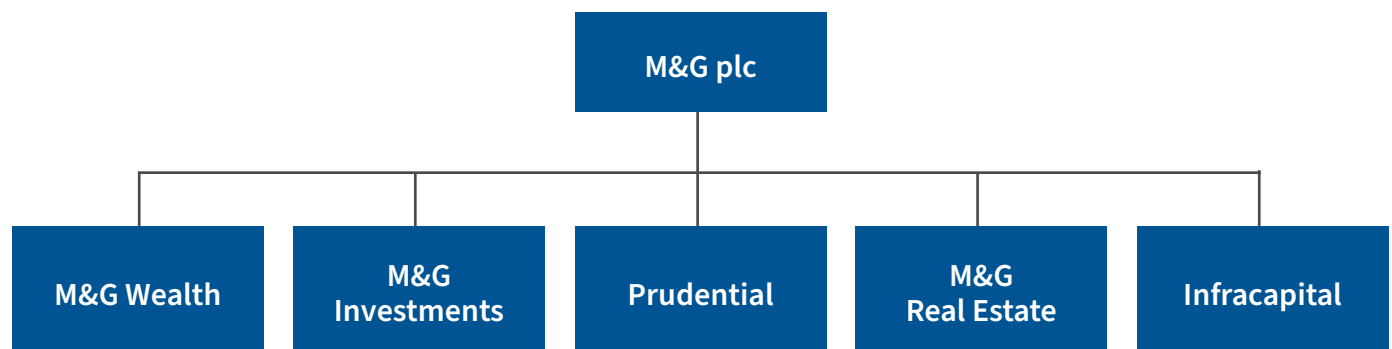 M&G plc
M&G Wealth
M&G
Investments
Prudential
M&G
Real Estate
Infracapital